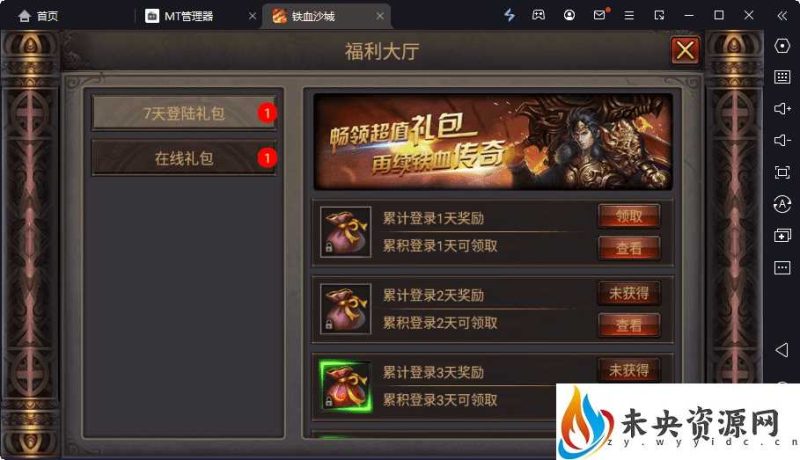 首页
MT管理器
铁血沙城
福利大厅
7天登陆礼包
1
在线礼包
1
畅领超值礼包
再续铁血传奇
累计登录1天奖励
领取
累积登录1天可领取
查看
累计登录2天奖励
未获得
累积登录2天可领取
查看
累计登录3天奖励
未获得
累积登录3天可领取
未央资源网
zy.wyyidc.cn